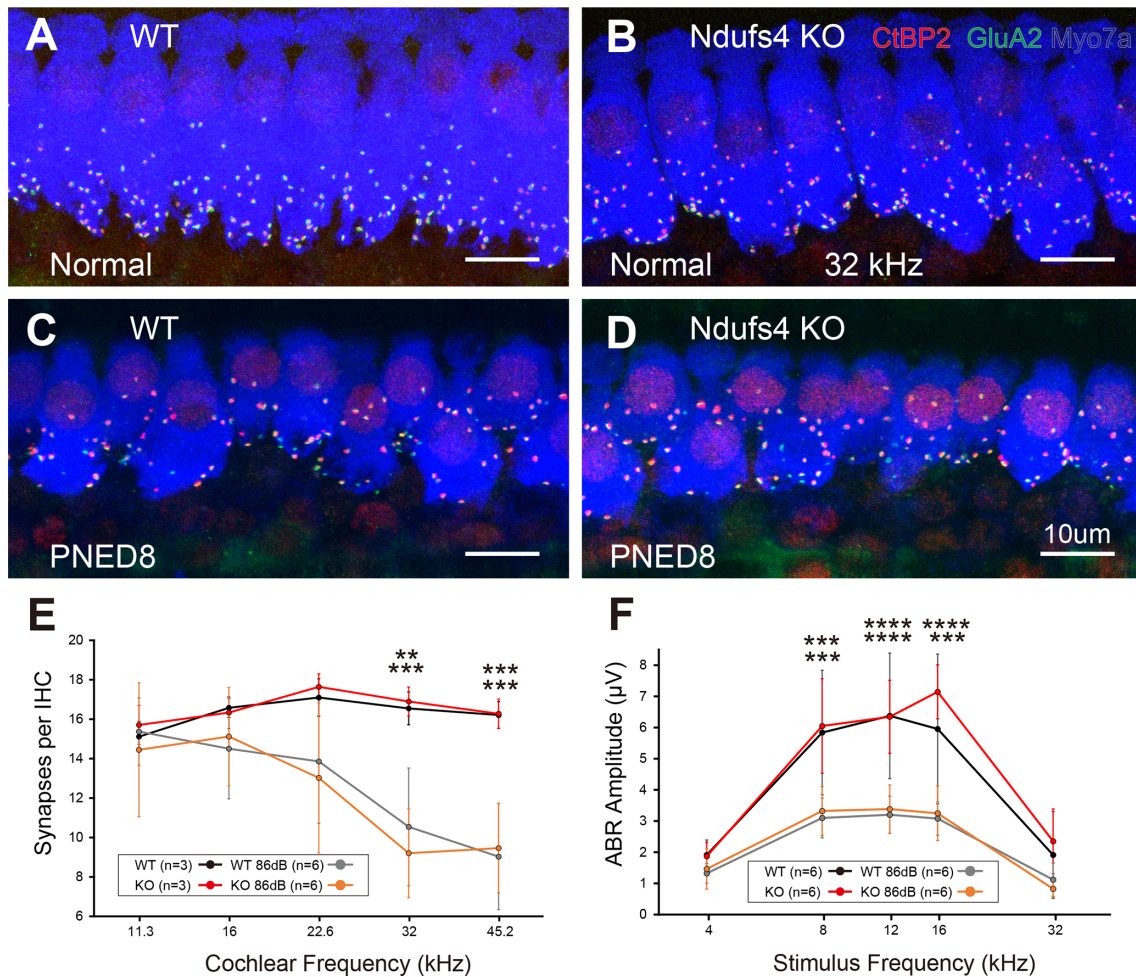 A WT
B Ndufs4 KO CtBP2 GluA2 Myo7a
Normal
Normal 32 kHz
C WT
D Ndufs4 KO
PNED8
PNED8 10um
E
20
18
16
14
12
10
8
6
Synapses per IHC
**
***
***
***
WT (n=3) WT 86dB (n=6)
KO (n=3) KO 86dB (n=6)
11.3 16 22.6 32 45.2
Cochlear Frequency (kHz)
F
8
7
6
5
4
3
2
1
0
ABR Amplitude (µV)
*** **** ****
*** **** ***
WT (n=6) WT 86dB (n=6)
KO (n=6) KO 86dB (n=6)
4 8 12 16 32
Stimulus Frequency (kHz)